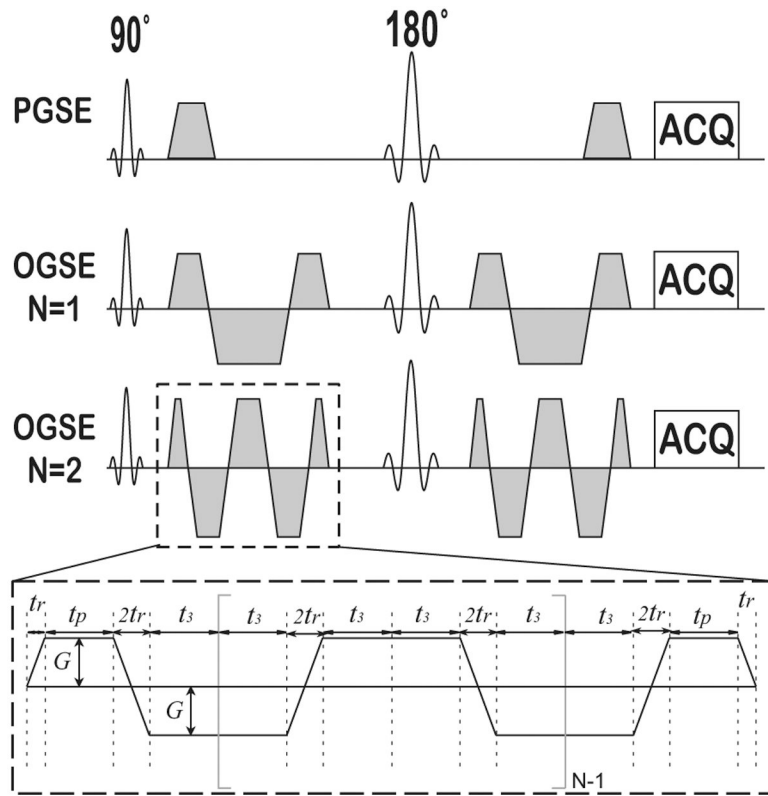 90° 180°
PGSE ACQ
OGSE
N=1 ACQ
OGSE
N=2 ACQ
tr tp 2tr t3 t3 2tr t3 t3 2tr t3 t3 2tr tp tr
G
G
N-1